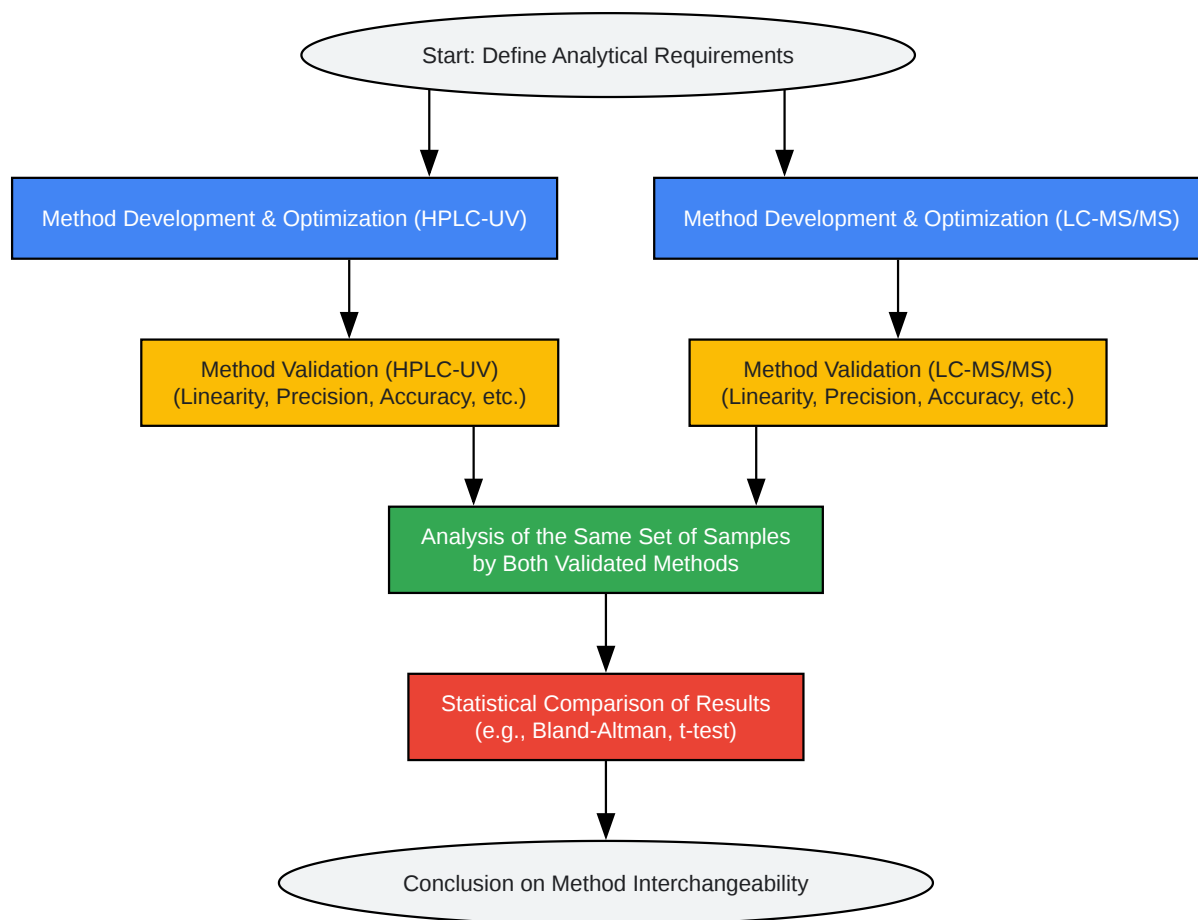 Start: Define Analytical Requirements
Method Development & Optimization (HPLC-UV)
Method Development & Optimization (LC-MS/MS)
Method Validation (HPLC-UV)
(Linearity, Precision, Accuracy, etc.)
Method Validation (LC-MS/MS)
(Linearity, Precision, Accuracy, etc.)
Analysis of the Same Set of Samples
by Both Validated Methods
Statistical Comparison of Results
(e.g., Bland-Altman, t-test)
Conclusion on Method Interchangeability